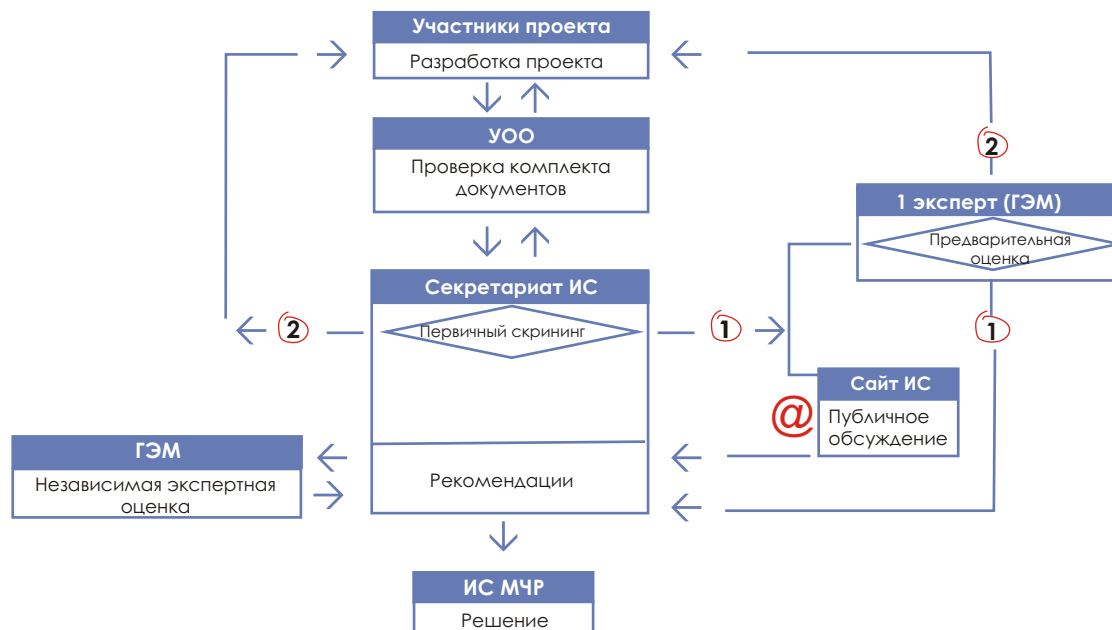 Участники проекта
Разработка проекта
УОО
Проверка комплекта
документов
2
1 эксперт (ГЭМ)
Предварительная
оценка
Секретариат ИС
2
Первичный скрининг
1
1
Сайт ИС
@
Публичное
обсуждение
ГЭМ
Независимая экспертная
оценка
Рекомендации
ИС МЧР
Решение